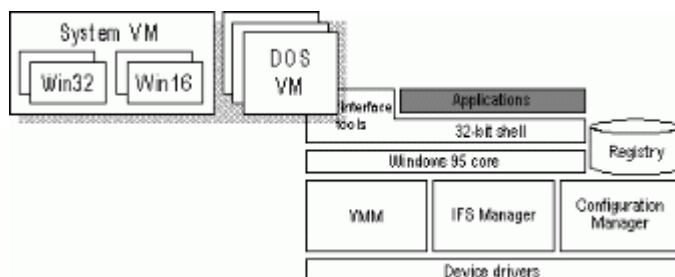 System VM
Win32
Win16
DOS
VM
Interface
tools
Applications
32-bit shell
Registry
Windows 95 core
VMM
IFS Manager
Configuration
Manager
Device drivers